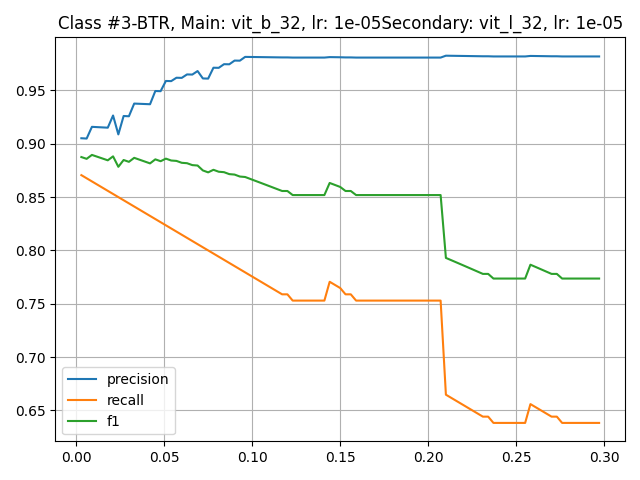 Class #3-BTR, Main: vit_b_32, lr: 1e-05Secondary: vit_l_32, lr: 1e-05
0.95
0.90
0.85
0.80
0.75
0.70
0.65
precision
recall
f1
0.00 0.05 0.10 0.15 0.20 0.25 0.30